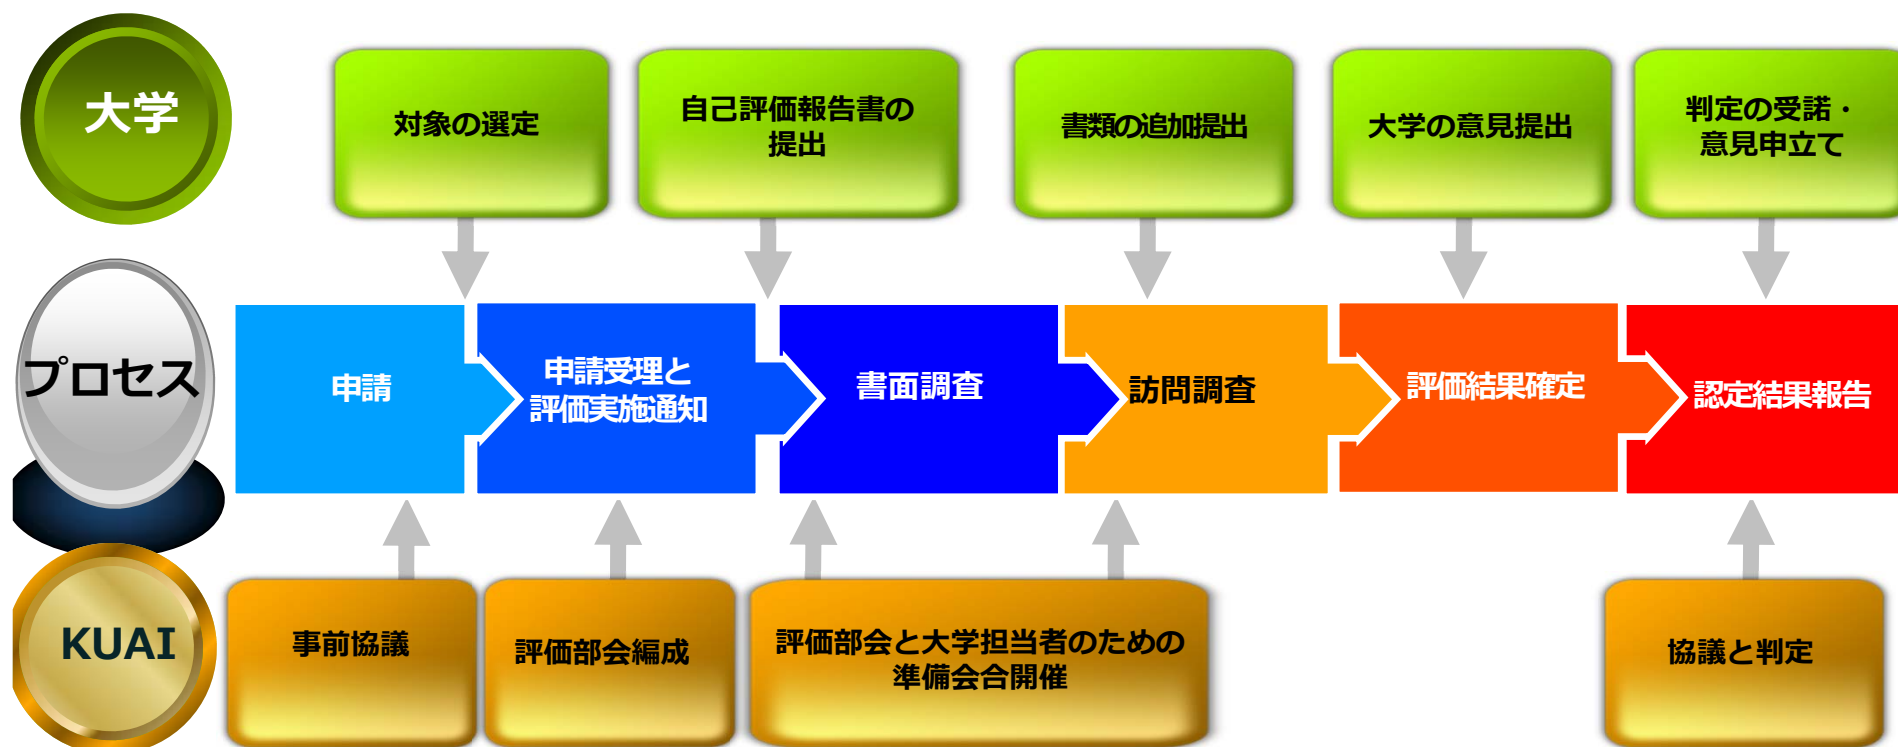 大学
対象の選定
自己評価報告書の
提出
書類の追加提出
大学の意見提出
判定の受諾・
意見申立て
プロセス
申請
申請受理と
評価実施通知
書面調査
訪問調査
評価結果確定
認定結果報告
KUAI
事前協議
評価部会編成
評価部会と大学担当者のための
準備会合開催
協議と判定